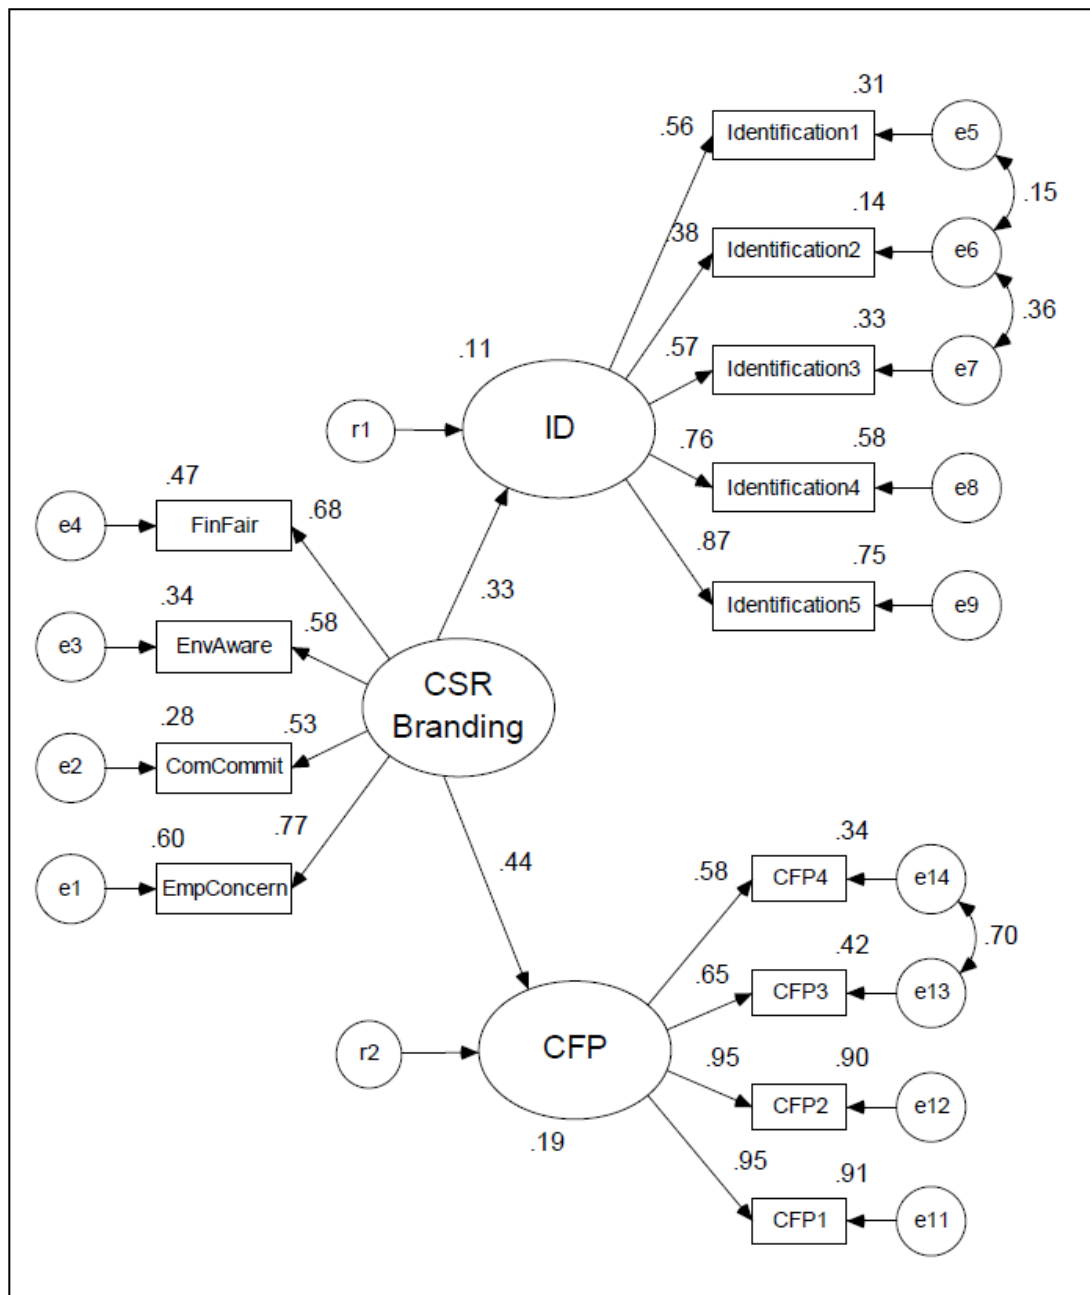 .31
.56
Identification1
e5
.15
.14
.38
Identification2
e6
.36
.33
.57
Identification3
e7
.11
r1
ID
.76
.58
Identification4
e8
.87
.75
Identification5
e9
.47
e4
FinFair
.68
.33
.34
e3
EnvAware
.58
CSR
Branding
.28
e2
ComCommit
.53
.60
e1
EmpConcern
.77
.44
.34
.58
CFP4
e14
.70
.42
.65
CFP3
e13
r2
CFP
.19
.95
.90
CFP2
e12
.95
.91
CFP1
e11